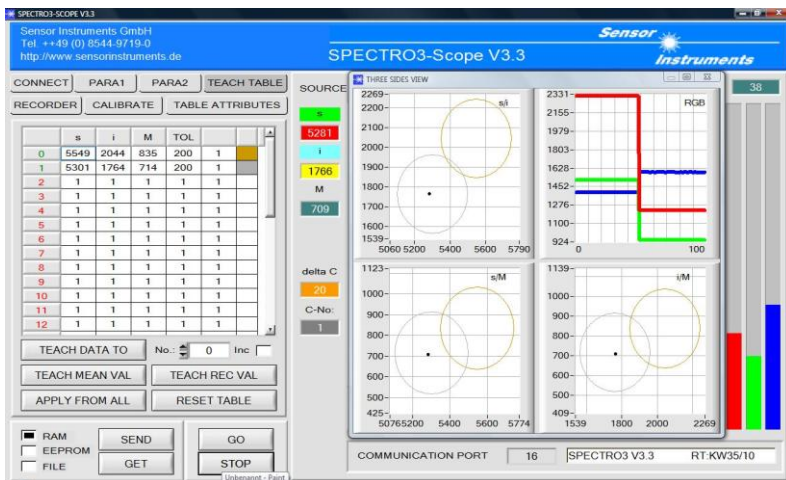 SPECTRO3-SCOPE V3.3
Sensor Instruments GmbH
Tel. ++49 (0) 8544-9719-0
http://www.sensorinstruments.de
SPECTRO3-Scope V3.3
Sensor
Instruments
CONNECT PARA1 PARA2 TEACH TABLE
RECORDER CALIBRATE TABLE ATTRIBUTES
s i M TOL
0 5549 2044 835 200 1
1 5301 1764 714 200 1
2 1 1 1 1 1
3 1 1 1 1 1
4 1 1 1 1 1
5 1 1 1 1 1
6 1 1 1 1 1
7 1 1 1 1 1
8 1 1 1 1 1
9 1 1 1 1 1
10 1 1 1 1 1
11 1 1 1 1 1
12 1 1 1 1 1
TEACH DATA TO No.: 0 Inc
TEACH MEAN VAL TEACH REC VAL
APPLY FROM ALL RESET TABLE
RAM
EEPROM
FILE
SEND GO
GET STOP
Unbenannt - Paint
SOURCE
s
5281
i
1766
M
709
delta C
20
C-No:
1
THREE SIDES VIEW
38
s/i
2269
2200
2100
2000
1900
1800
1700
1600
1539
5060 5200 5400 5600 5790
RGB
2331
2155
1979
1803
1628
1452
1276
1100
924
0 100
s/M
1123
1000
900
800
700
600
500
425
5076 5200 5400 5600 5774
i/M
1139
1000
900
800
700
600
500
409
1539 1800 2000 2269
COMMUNICATION PORT 16 SPECTRO3 V3.3 RT:KW35/10